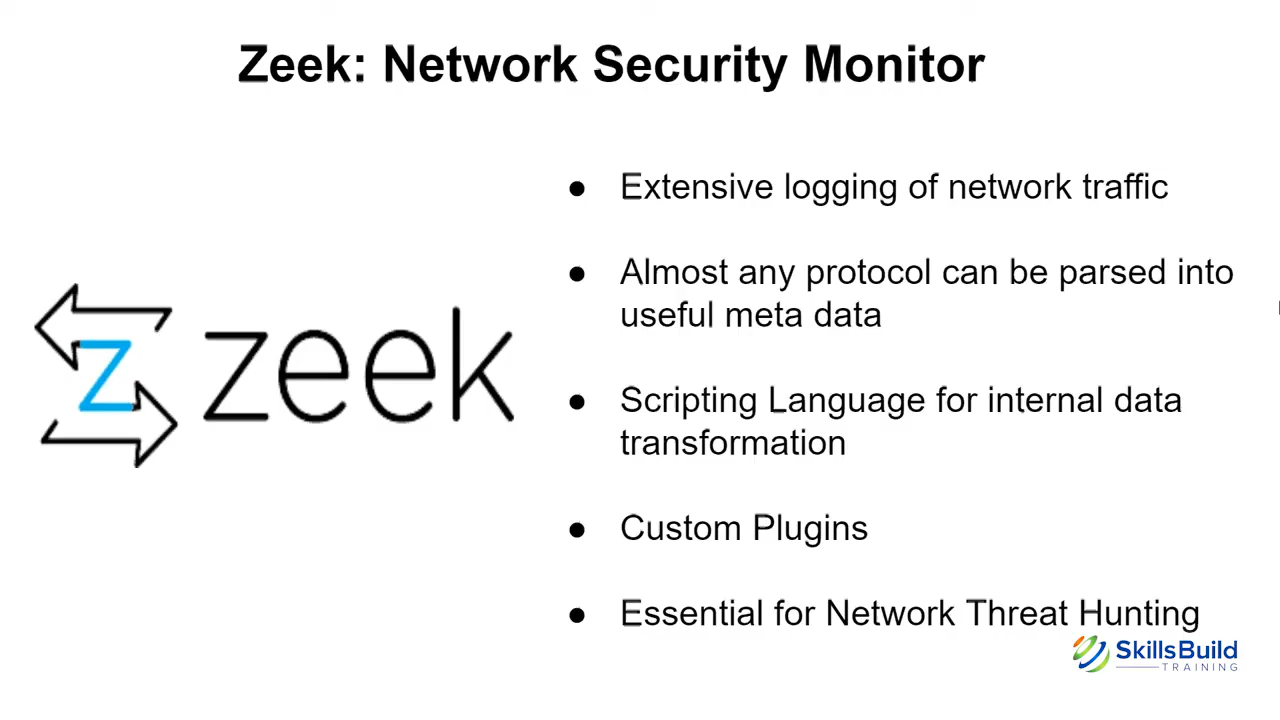 Zeek: Network Security Monitor
● Extensive logging of network traffic
● Almost any protocol can be parsed into
useful meta data
● Scripting Language for internal data
transformation
● Custom Plugins
● Essential for Network Threat Hunting
z zeek
SkillsBuild
TRAINING